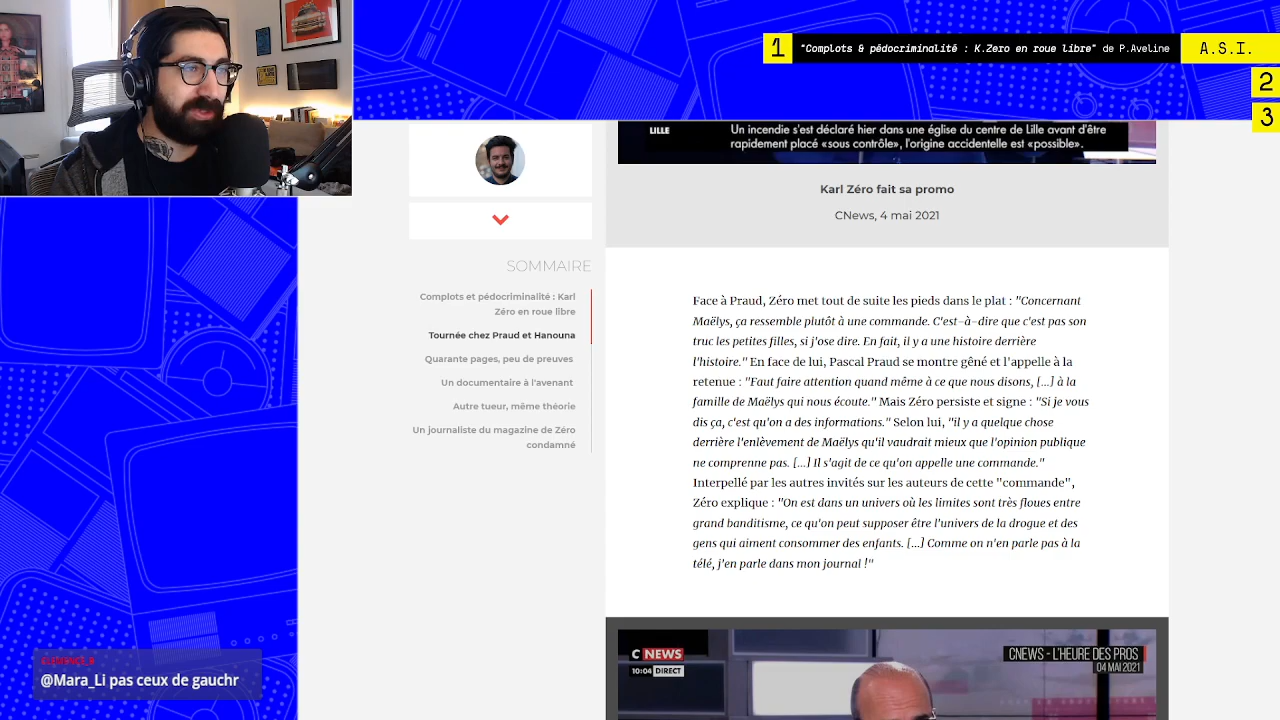 1
"Complots & pédocriminalité : K.Zero en roue libre" de P.Aveline
A.S.I.
2
3
LILLE
Un incendie s'est déclaré hier dans une église du centre de Lille avant d'être
rapidement placé «sous contrôle», l'origine accidentelle est «possible».
Karl Zéro fait sa promo
CNews, 4 mai 2021
SOMMAIRE
Complots et pédocriminalité : Karl
Zéro en roue libre
Tournée chez Praud et Hanouna
Quarante pages, peu de preuves
Un documentaire à l'avenant
Autre tueur, même théorie
Un journaliste du magazine de Zéro
condamné
Face à Praud, Zéro met tout de suite les pieds dans le plat : "Concernant
Maëlys, ça ressemble plutôt à une commande. C'est-à-dire que c'est pas son
truc les petites filles, si j'ose dire. En fait, il y a une histoire derrière
l'histoire." En face de lui, Pascal Praud se montre gêné et l'appelle à la
retenue : "Faut faire attention quand même à ce que nous disons, [...] à la
famille de Maëlys qui nous écoute." Mais Zéro persiste et signe : "Si je vous
dis ça, c'est qu'on a des informations." Selon lui, "il y a quelque chose
derrière l'enlèvement de Maëlys qu'il vaudrait mieux que l'opinion publique
ne comprenne pas. [...] Il s'agit de ce qu'on appelle une commande."
Interpellé par les autres invités sur les auteurs de cette "commande",
Zéro explique : "On est dans un univers où les limites sont très floues entre
grand banditisme, ce qu'on peut supposer être l'univers de la drogue et des
gens qui aiment consommer des enfants. [...] Comme on n'en parle pas à la
télé, j'en parle dans mon journal !"
C NEWS
10:04 DIRECT
CNEWS - L'HEURE DES PROS
04 MAI 2021
@Mara_Li pas ceux de gauchr